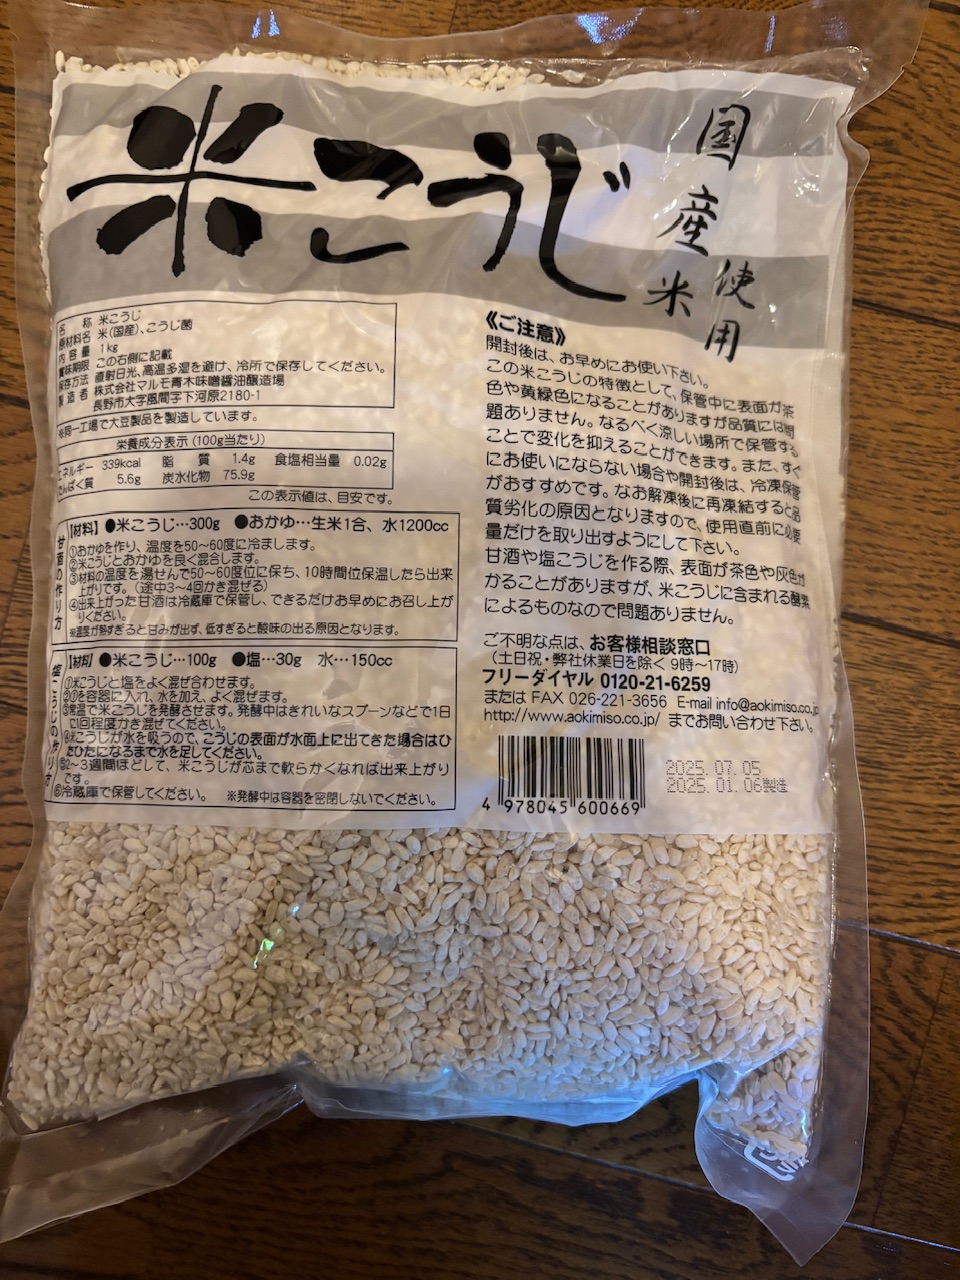 米こうじ
国産米
使用
名称 米こうじ
原材料名 米(国産)、こうじ菌
内容量 1kg
賞味期限 この右側に記載
保存方法 直射日光、高温多湿を避け、冷所で保存してください。
製造者 株式会社マルモ青木味噌醤油醸造場
長野市大字風間字下河原2180-1
同一工場で大豆製品を製造しています。
栄養成分表示(100g当たり)
エネルギー 339kcal 脂質 1.4g 食塩相当量 0.02g
たんぱく質 5.6g 炭水化物 75.9g
この表示値は、目安です。
甘酒の作り方
【材料】●米こうじ…300g ●おかゆ…生米1合、水1200cc
①おかゆを作り、温度を50~60度に冷まします。
②米こうじとおかゆを良く混合します。
③材料の温度を湯せんで50~60度位に保ち、10時間位保温したら出来
上がりです。(途中3~4回かき混ぜる)
④出来上がった甘酒は冷蔵庫で保管し、できるだけお早めにお召し上が
りください。
※温度が熱すぎると甘みが出ず、低すぎると酸味の出る原因となります。
塩こうじの作り方
【材料】●米こうじ…100g ●塩…30g 水…150cc
①米こうじと塩をよく混ぜ合わせます。
②①を容器に入れ、水を加え、よく混ぜます。
③常温で米こうじを発酵させます。発酵中はきれいなスプーンなどで1日
に1回程度かき混ぜてください。
④米こうじが水を吸うので、こうじの表面が水面上に出てきた場合はひ
たひたになるまで水を足してください。
⑤2~3週間ほどして、米こうじが芯まで軟らかくなれば出来上がり
です。
⑥冷蔵庫で保管してください。 ※発酵中は容器を密閉しないでください。
《ご注意》
開封後は、お早めにお使い下さい。
この米こうじの特徴として、保管中に表面が茶
色や黄緑色になることがありますが品質には問
題ありません。なるべく涼しい場所で保管する
ことで変化を抑えることができます。また、すぐ
にお使いにならない場合や開封後は、冷凍保管
がおすすめです。なお解凍後に再凍結すると品
質劣化の原因となりますので、使用直前に必要
量だけを取り出すようにして下さい。
甘酒や塩こうじを作る際、表面が茶色や灰色が
かることがありますが、米こうじに含まれる酵素
によるものなので問題ありません。
ご不明な点は、お客様相談窓口
(土日祝・弊社休業日を除く 9時~17時)
フリーダイヤル 0120-21-6259
または FAX 026-221-3656 E-mail info@aokimiso.co.jp
http://www.aokimiso.co.jp/ までお問い合わせ下さい。
2025.07.05
2025.01.06製造
4 978045 600669